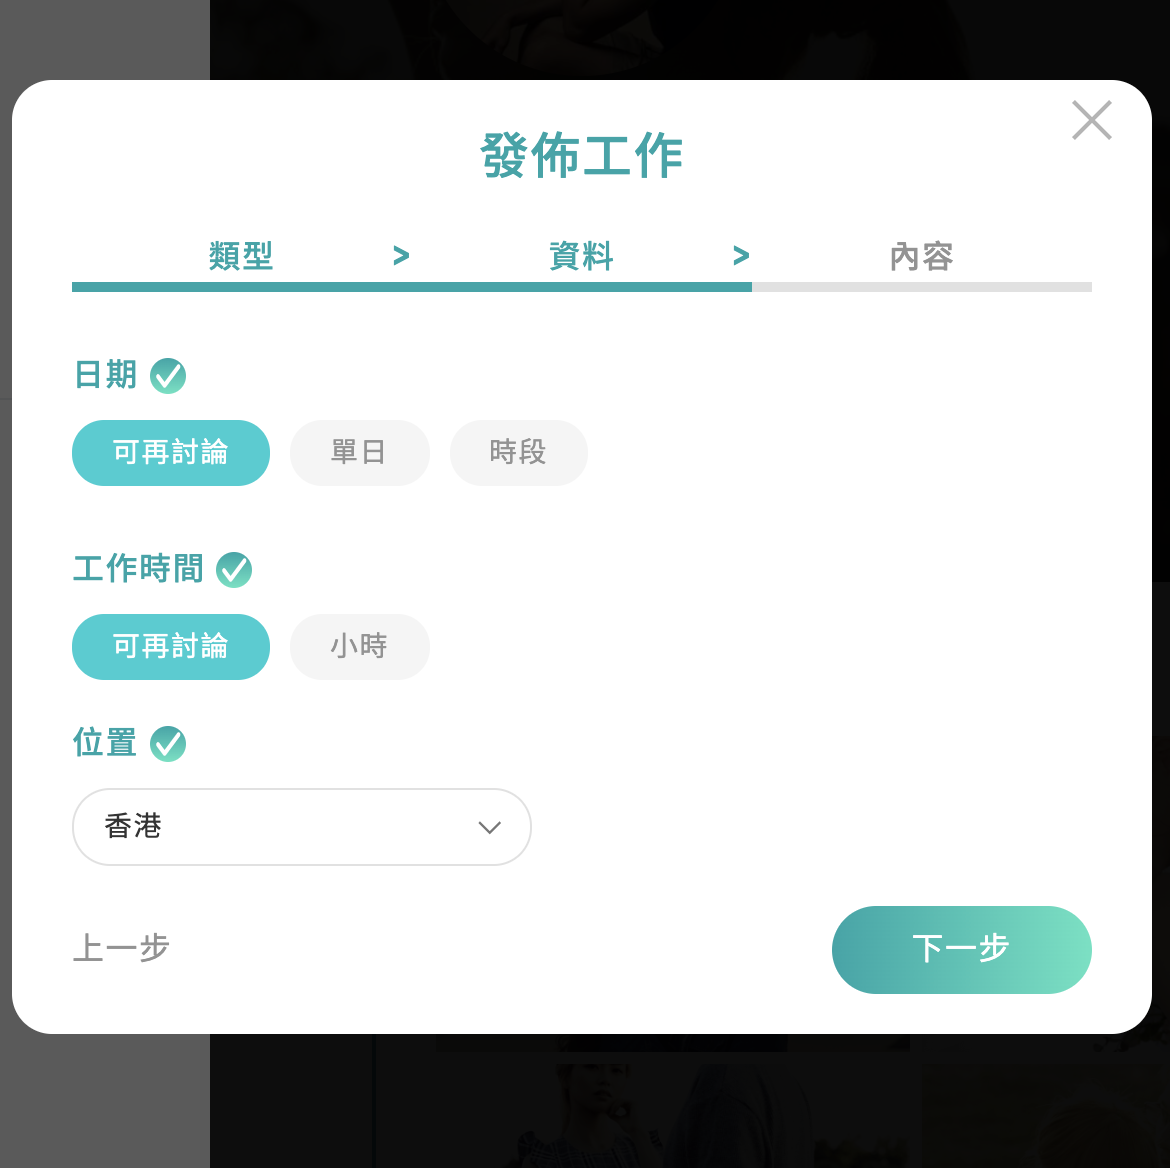 發佈工作
類型 > 資料 > 內容
日期
可再討論 單日 時段
工作時間
可再討論 小時
位置
香港
上一步 下一步